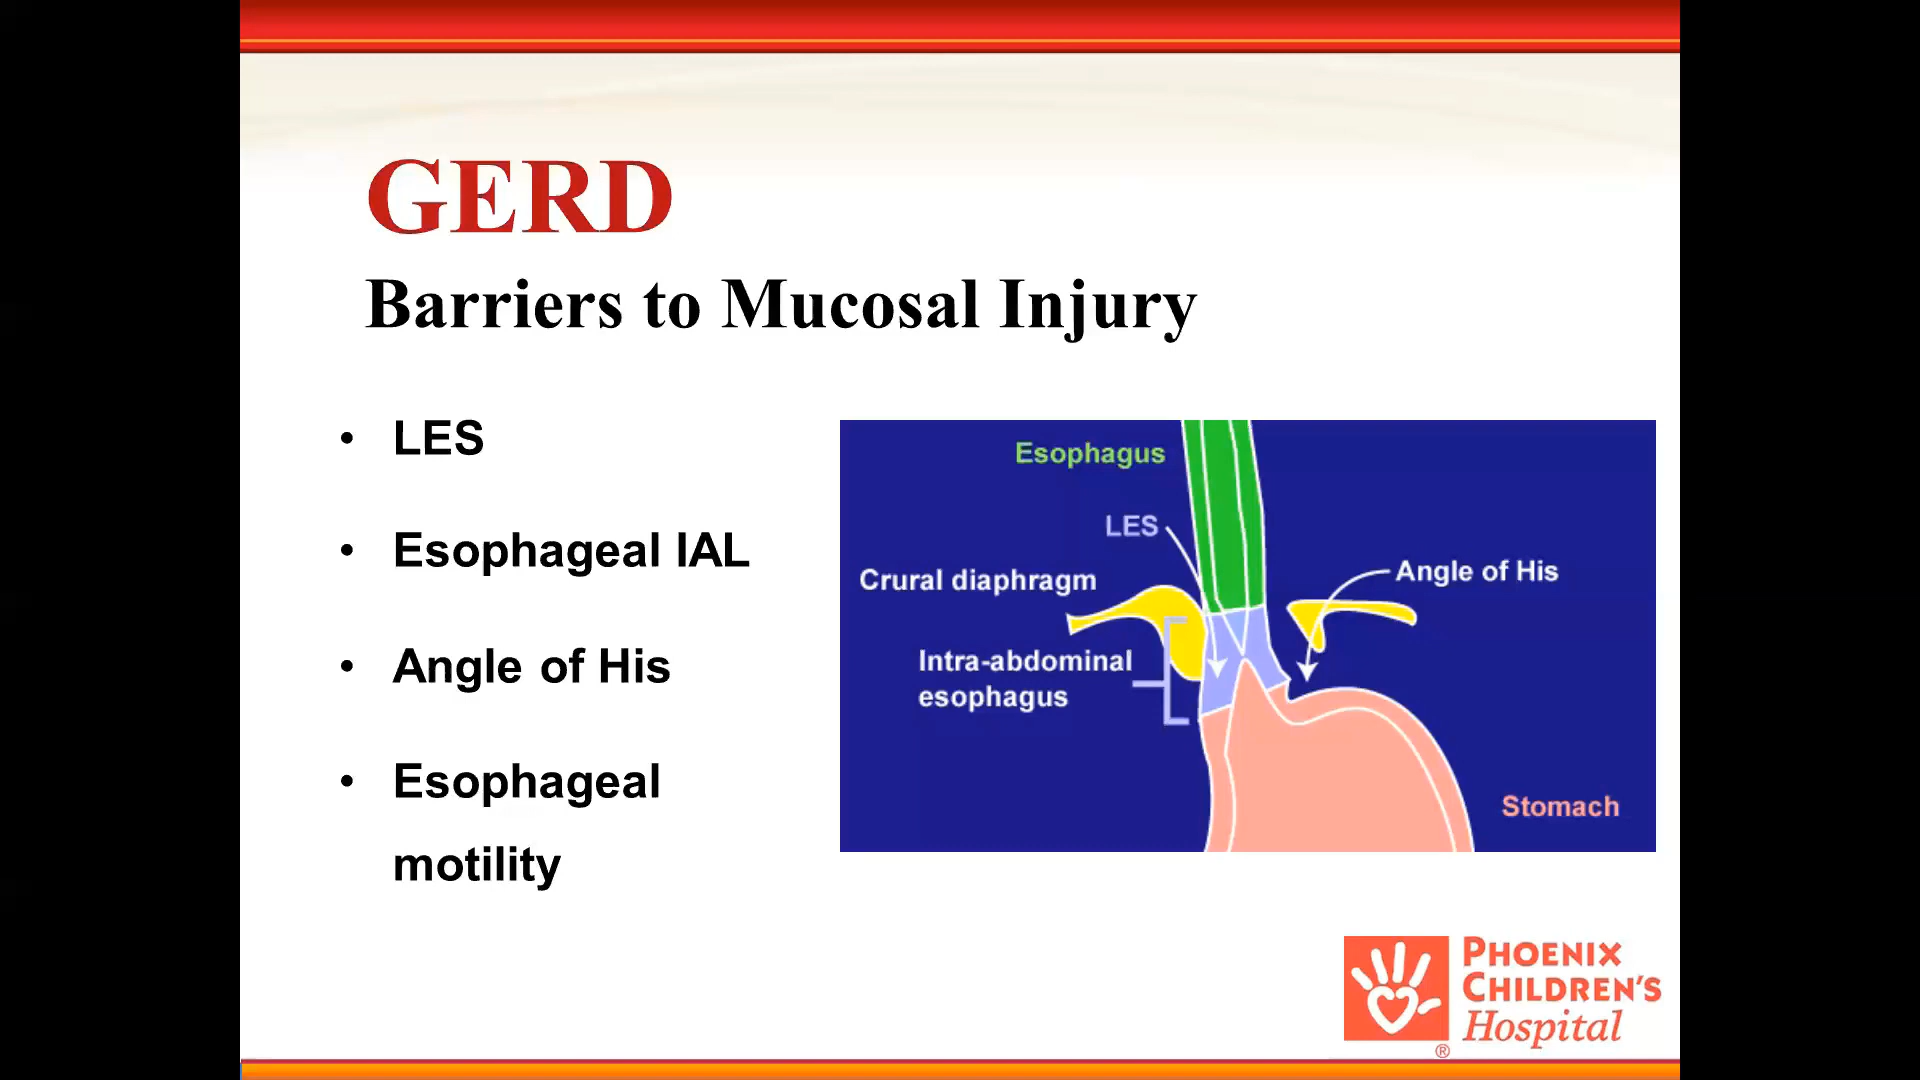 GERD
Barriers to Mucosal Injury
• LES
• Esophageal IAL
• Angle of His
• Esophageal
motility
Esophagus
LES
Crural diaphragm
Angle of His
Intra-abdominal
esophagus
Stomach
PHOENIX
CHILDREN'S
Hospital
®